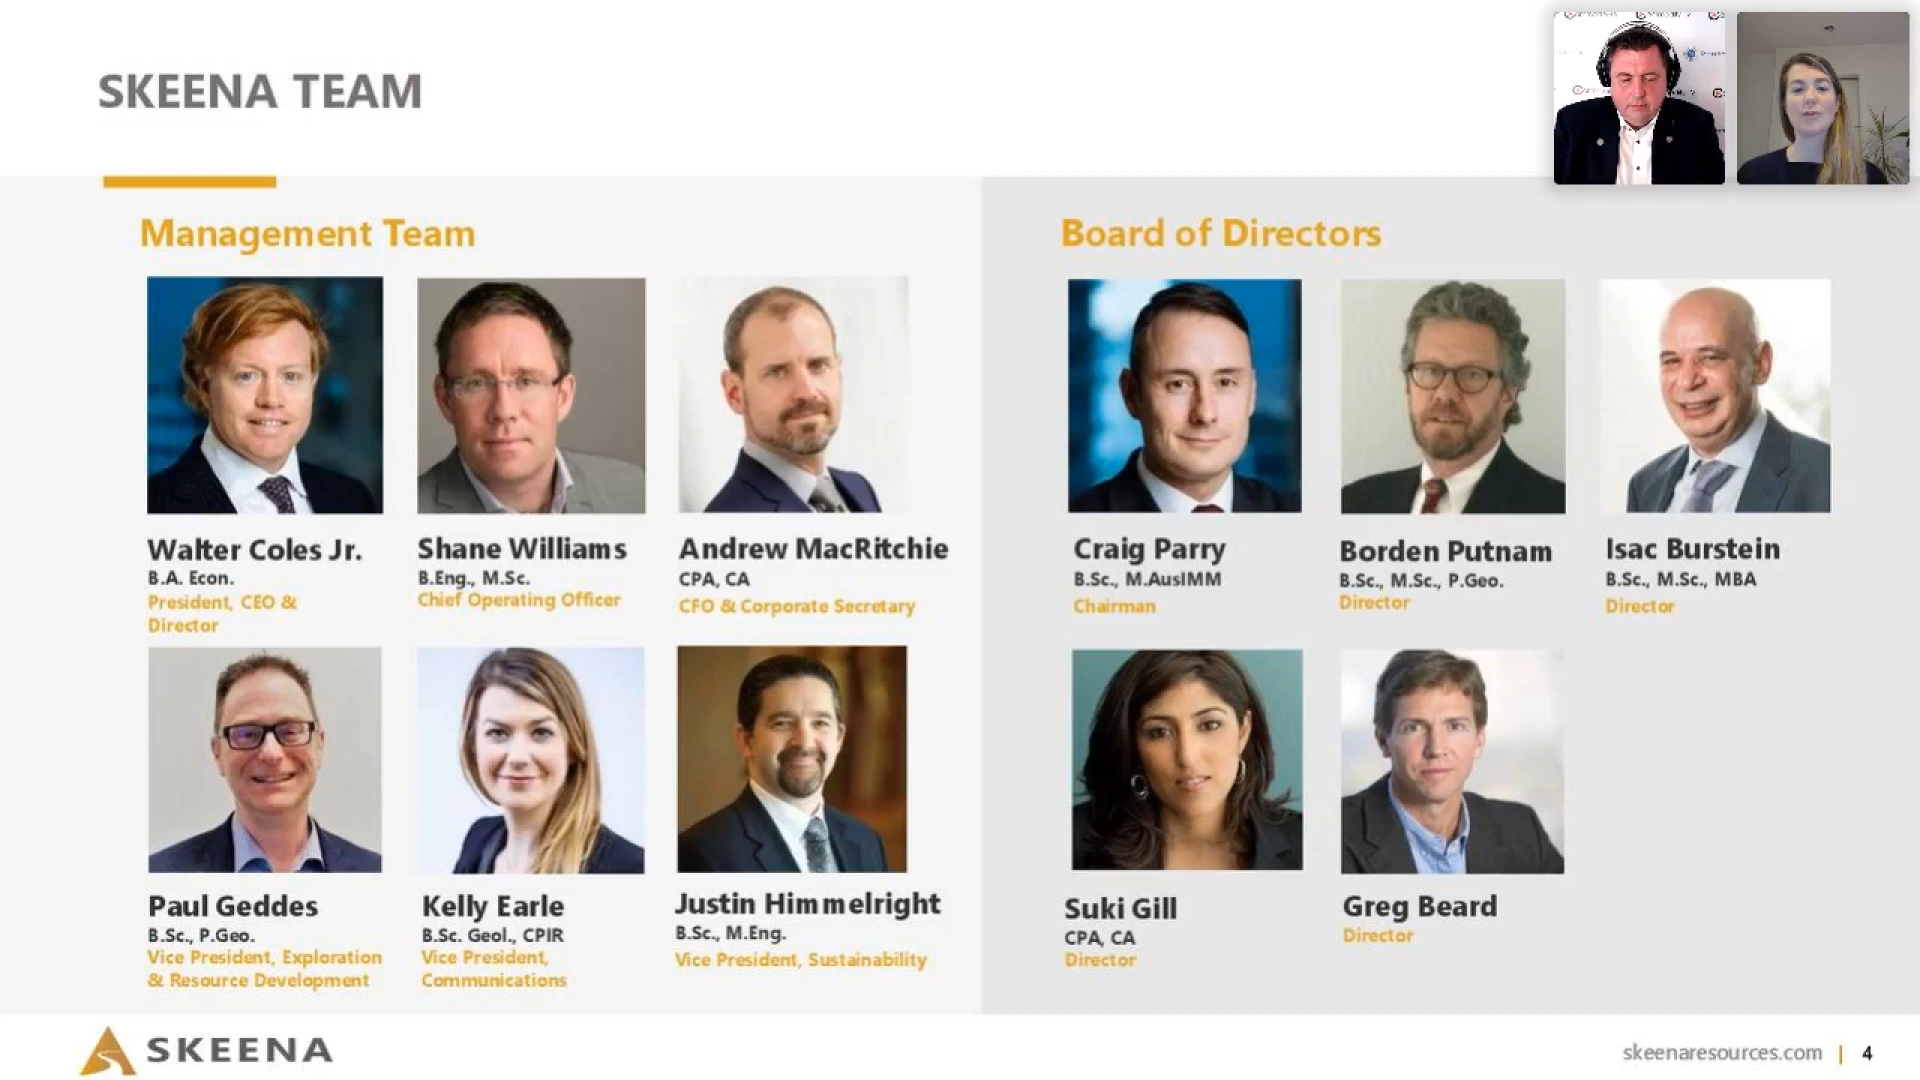 SKEENA TEAM
Management Team
Walter Coles Jr.
B.A. Econ.
President, CEO &
Director
Shane Williams
B.Eng., M.Sc.
Chief Operating Officer
Andrew MacRitchie
CPA, CA
CFO & Corporate Secretary
Paul Geddes
B.Sc., P.Geo.
Vice President, Exploration
& Resource Development
Kelly Earle
B.Sc. Geol., CPIR
Vice President,
Communications
Justin Himmelright
B.Sc., M.Eng.
Vice President, Sustainability
Board of Directors
Craig Parry
B.Sc., M.AusIMM
Chairman
Borden Putnam
B.Sc., M.Sc., P.Geo.
Director
Isac Burstein
B.Sc., M.Sc., MBA
Director
Suki Gill
CPA, CA
Director
Greg Beard
Director
SKEENA
skeenaresources.com | 4